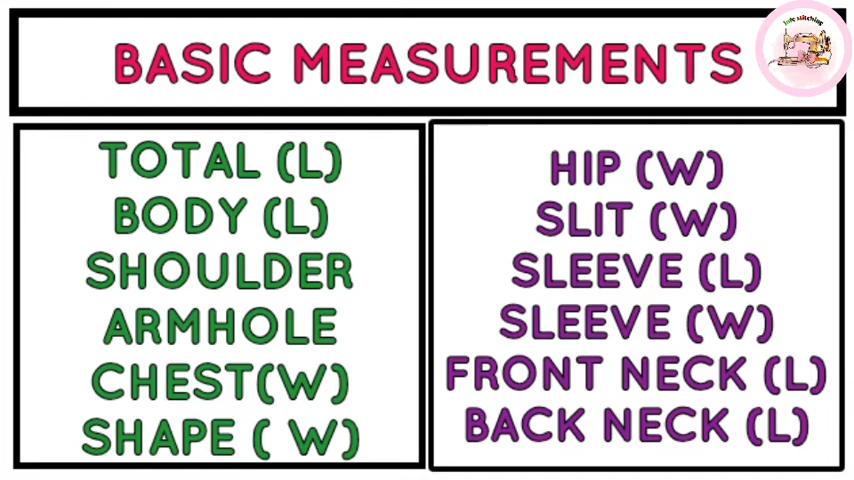 BASIC MEASUREMENTS
TOTAL (L)
BODY (L)
SHOULDER
ARMHOLE
CHEST(W)
SHAPE ( W)
HIP (W)
SLIT (W)
SLEEVE (L)
SLEEVE (W)
FRONT NECK (L)
BACK NECK (L)